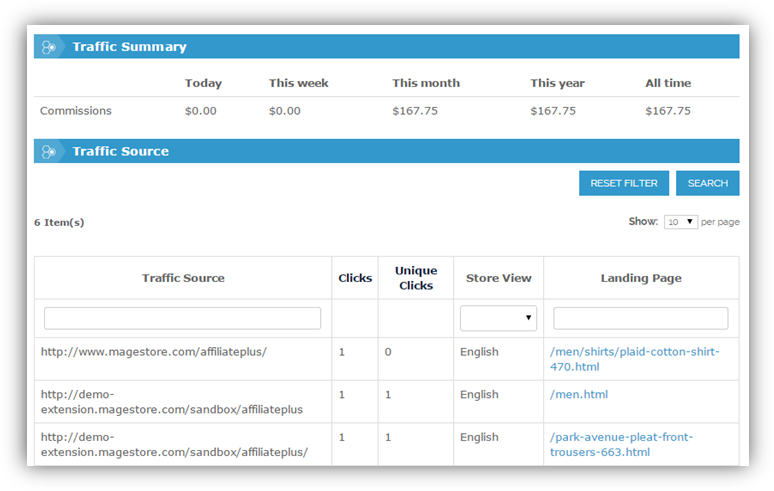 Traffic Summary
Today This week This month This year All time
Commissions $0.00 $0.00 $167.75 $167.75 $167.75
Traffic Source
RESET FILTER SEARCH
6 Item(s) Show: 10 per page
Traffic Source Clicks Unique Clicks Store View Landing Page
http://www.magestore.com/affiliateplus/ 1 0 English /men/shirts/plaid-cotton-shirt-
470.html
http://demo- 1 1 English /men.html
extension.magestore.com/sandbox/affiliateplus
http://demo- 1 1 English /park-avenue-pleat-front-
extension.magestore.com/sandbox/affiliateplus/ trousers-663.html